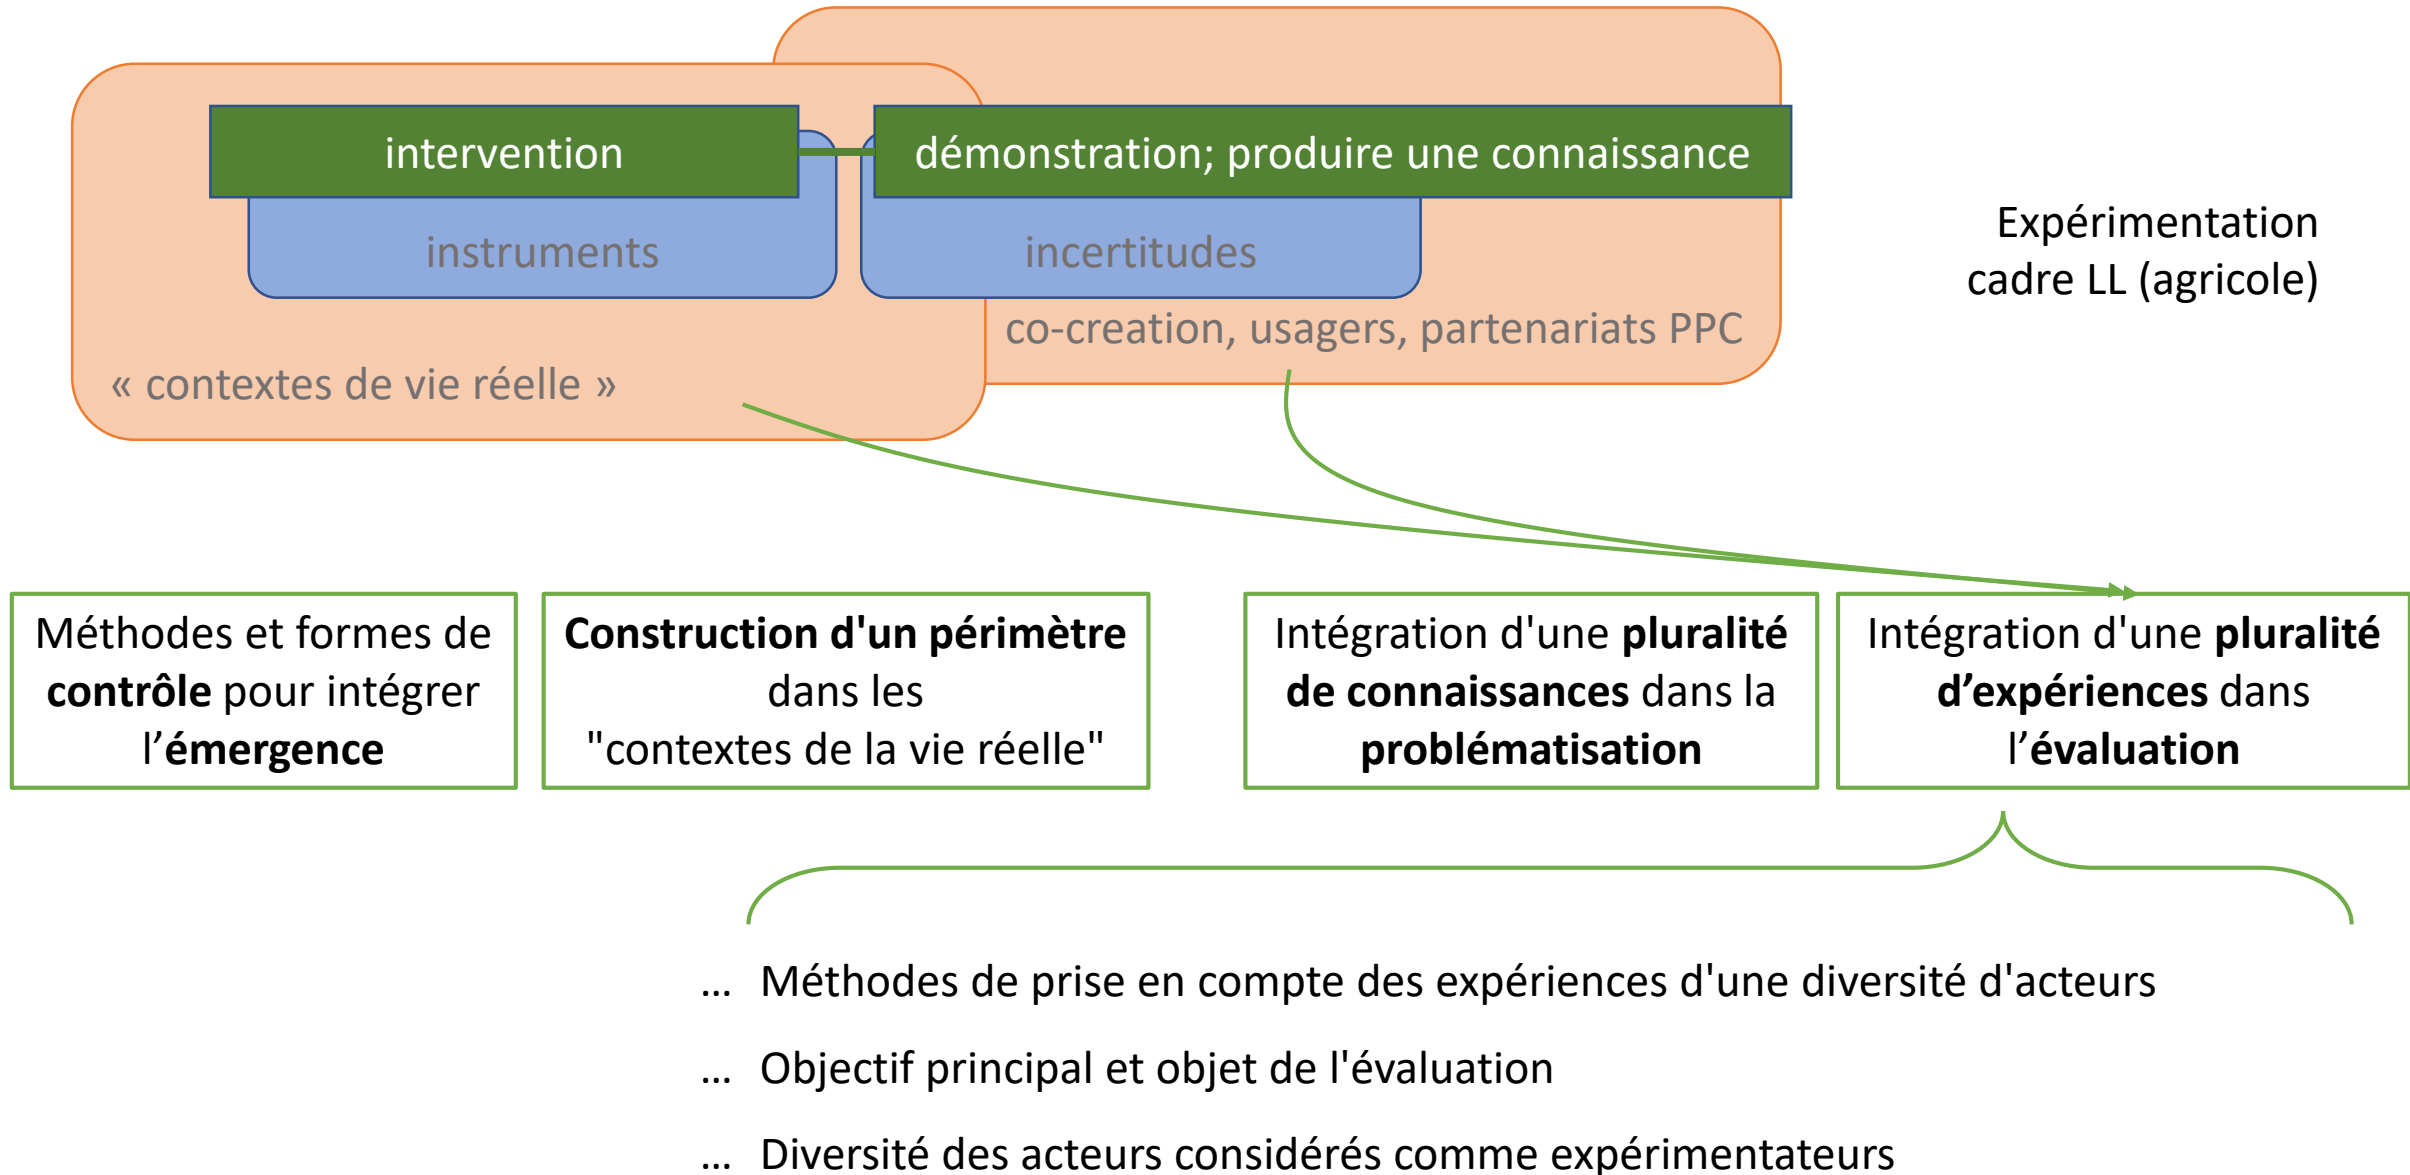 intervention
démonstration; produire une connaissance
instruments
incertitudes
Expérimentation
cadre LL (agricole)
co-creation, usagers, partenariats PPC
« contextes de vie réelle »
Méthodes et formes de
contrôle pour intégrer
l’émergence
Construction d'un périmètre
dans les
"contextes de la vie réelle"
Intégration d'une pluralité
de connaissances dans la
problématisation
Intégration d'une pluralité
d’expériences dans
l’évaluation
... Méthodes de prise en compte des expériences d'une diversité d'acteurs
... Objectif principal et objet de l'évaluation
... Diversité des acteurs considérés comme expérimentateurs